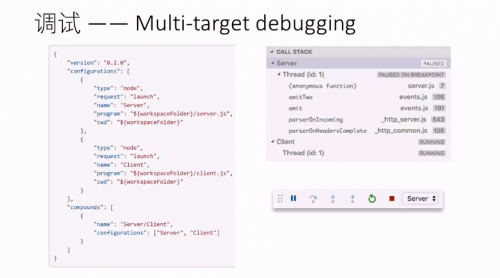 调试 —— Multi-target debugging
{
"version": "0.2.0",
"configurations": [
{
"type": "node",
"request": "launch",
"name": "Server",
"program": "${workspaceFolder}/server.js",
"cwd": "${workspaceFolder}"
},
{
"type": "node",
"request": "launch",
"name": "Client",
"program": "${workspaceFolder}/client.js",
"cwd": "${workspaceFolder}"
}
],
"compounds": [
{
"name": "Server/Client",
"configurations": ["Server", "Client"]
}
]
}
CALL STACK
Server PAUSED
Thread (id: 1) PAUSED ON BREAKPOINT
(anonymous function) server.js 7
emitTwo events.js 106
emit events.js 191
parserOnIncoming _http_server.js 543
parserOnHeadersComplete _http_common.js 105
Client RUNNING
Thread (id: 1) RUNNING
Server